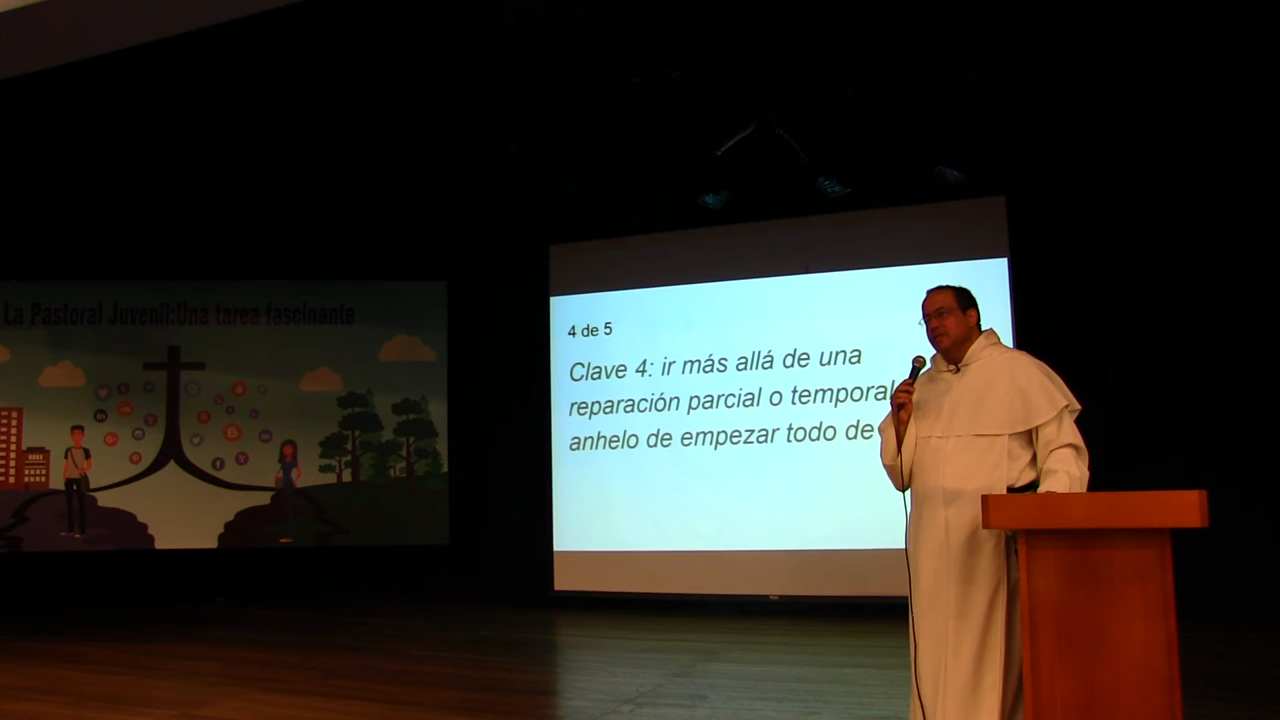 La Pastoral Juvenil:Una tarea fascinante
4 de 5
Clave 4: ir más allá de una
reparación parcial o temporal
anhelo de empezar todo de